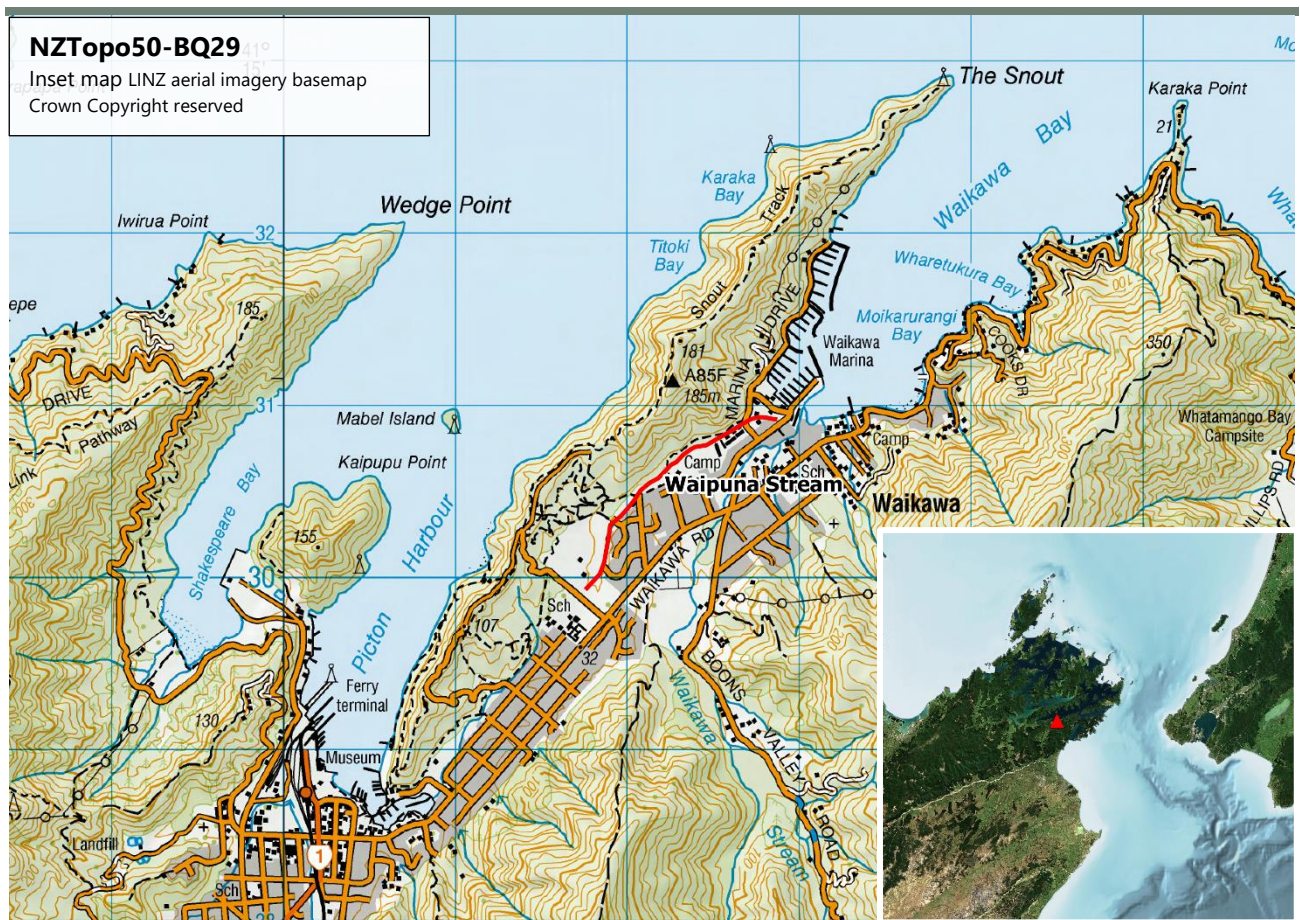 NZTopo50-BQ29
Inset map LINZ aerial imagery basemap
Crown Copyright reserved
41°
15'
The Snout
Karaka Point
21
Waikawa Bay
Karaka
Bay
Wedge Point
Iwirua Point
32
Titoki
Bay
Snout Track
Wharetukura Bay
Moikarurangi
Bay
epe
185
181
A85F
185m
MARINA DRIVE
Waikawa
Marina
COOKS DR
350
DRIVE
31
Pathway
Link
Mabel Island
Kaipupu Point
Whatamango Bay
Campsite
Camp
Camp
Sch
Waipuna Stream
Waikawa
Shakespeare Bay
155
Picton Harbour
30
WAIKAWA RD
Sch
107
32
BOONS VALLEY ROAD
Waikawa Stream
Ferry
terminal
130
Museum
Landfill
1
Sch